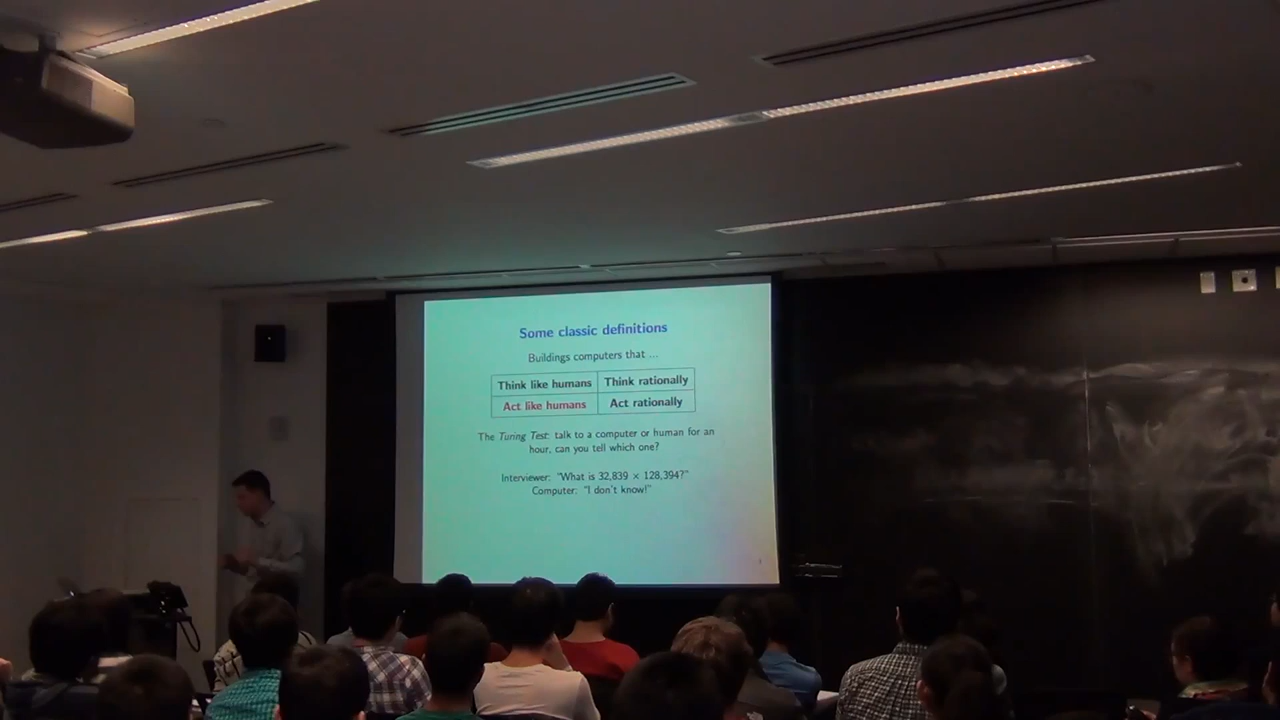 Some classic definitions
Buildings computers that ...
Think like humans Think rationally
Act like humans Act rationally
The Turing Test: talk to a computer or human for an
hour, can you tell which one?
Interviewer: "What is 32,839 × 128,394?"
Computer: "I don't know!"